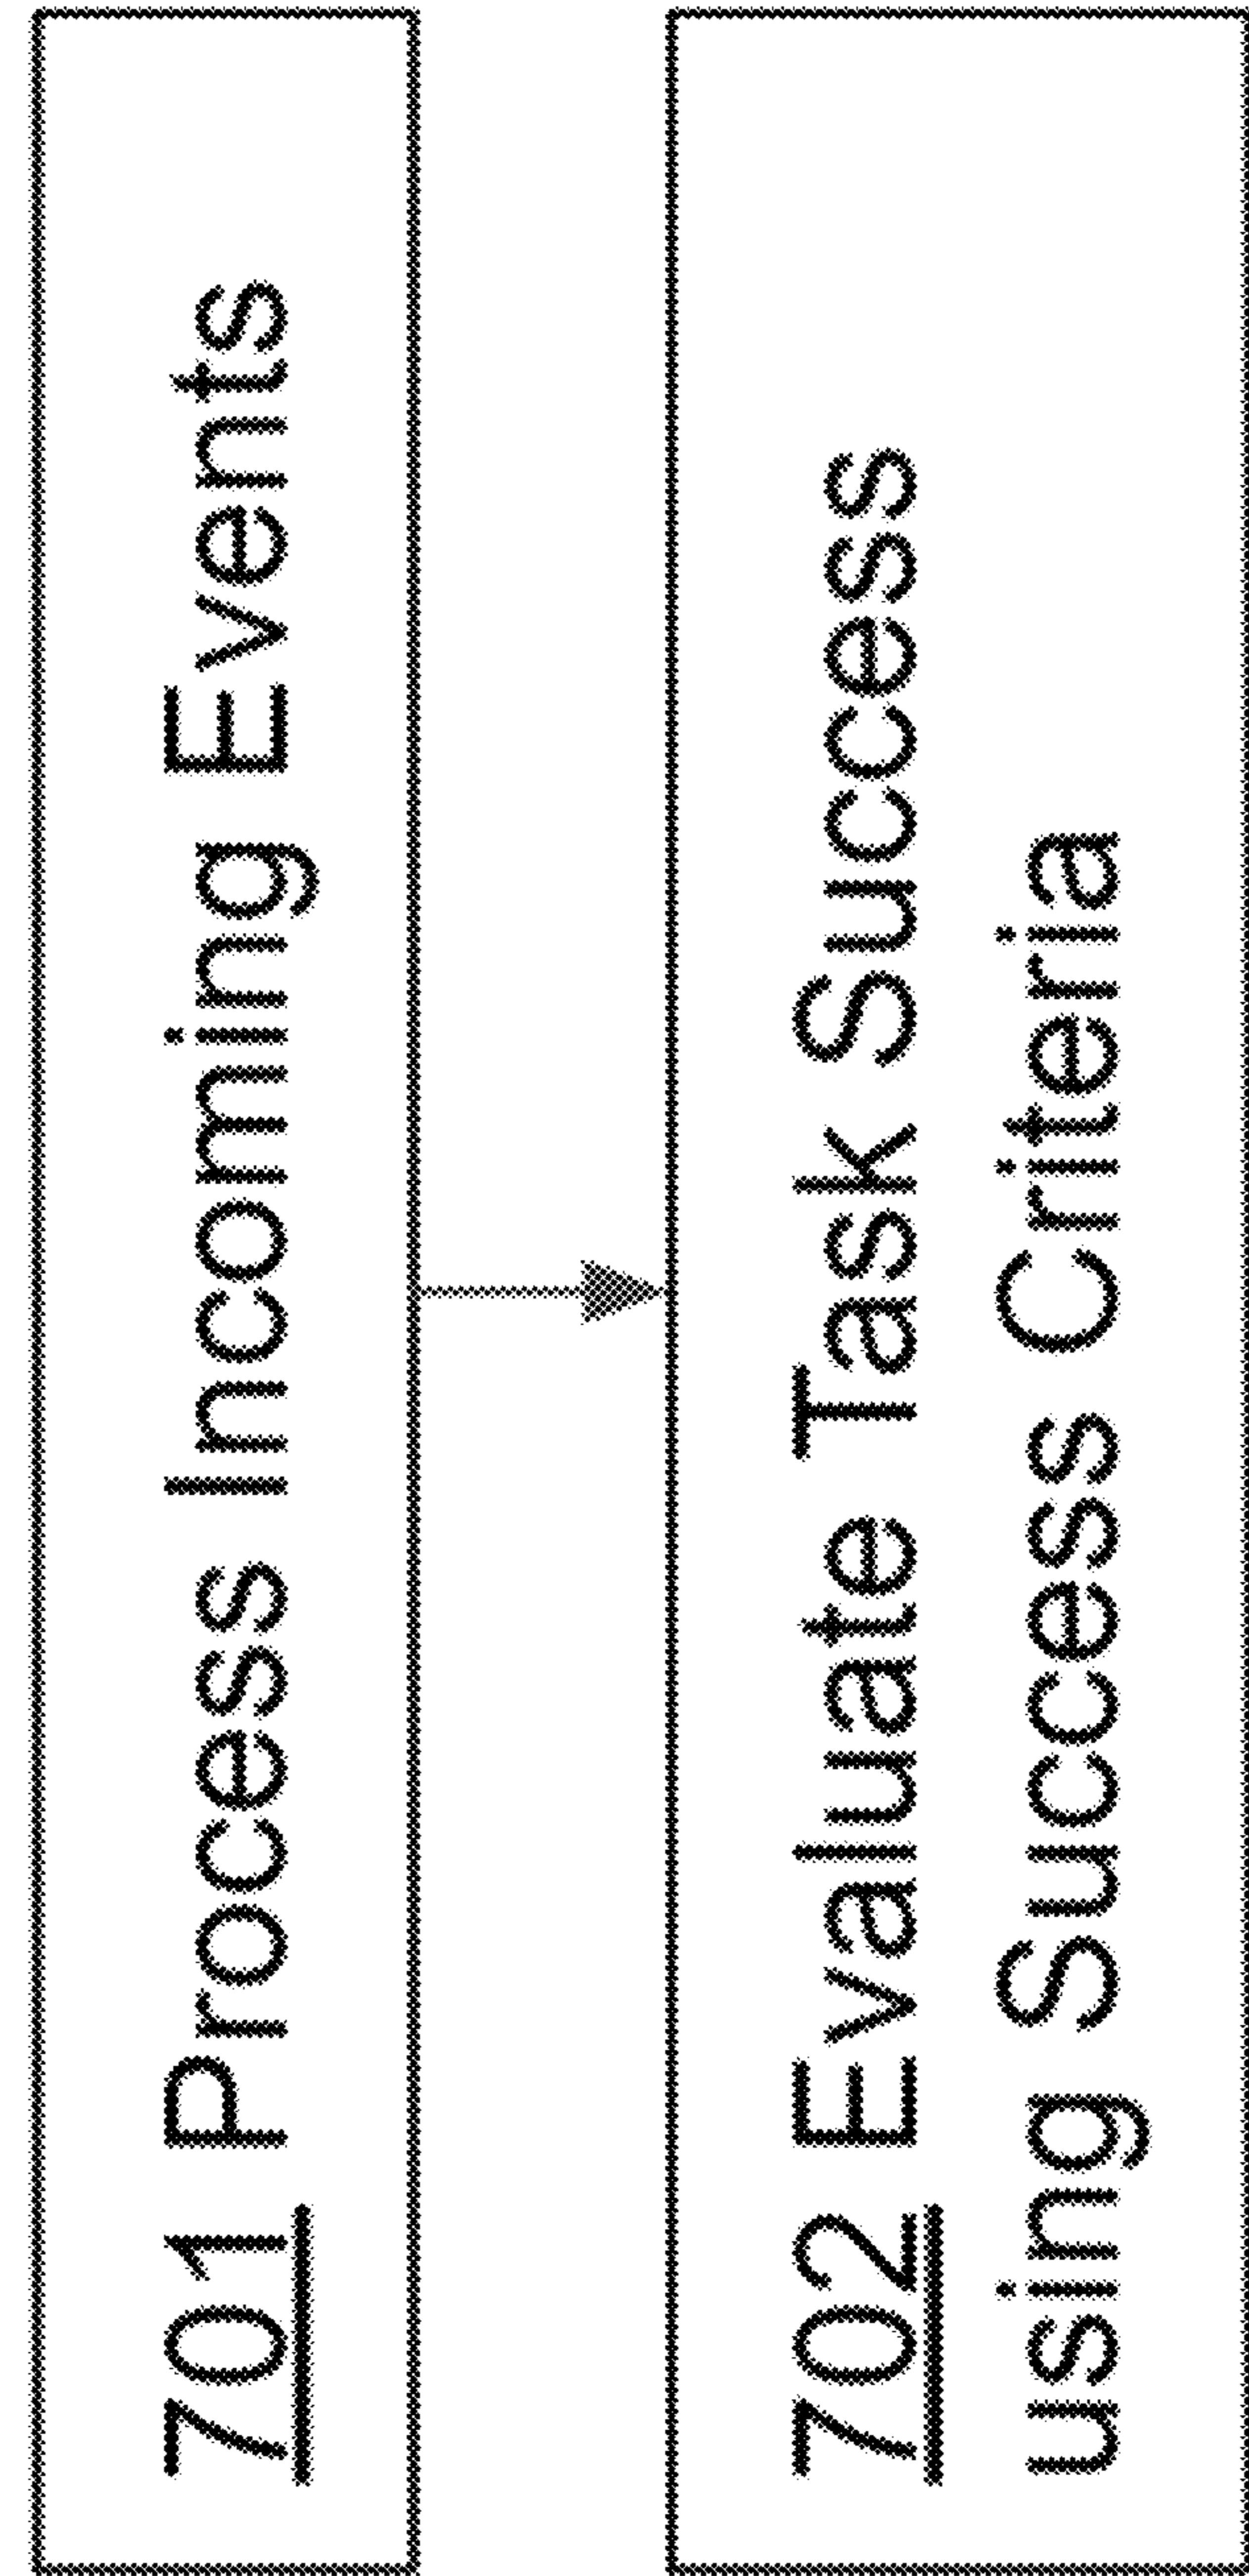 701 Process Incoming Events
702 Evaluate Task Success
using Success Criteria